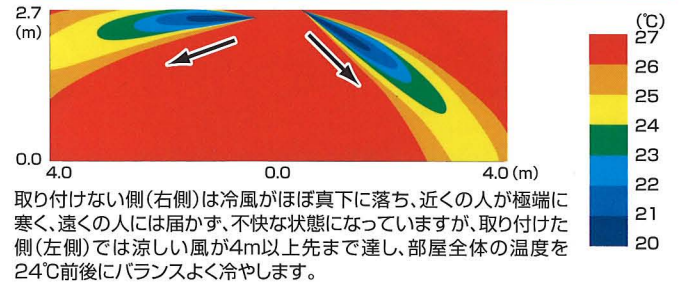 2.7
(m)
0.0
4.0 0.0 4.0(m)
(℃)
27
26
25
24
23
22
21
20
取り付けない側(右側)は冷風がほぼ真下に落ち、近くの人が極端に
寒く、遠くの人には届かず、不快な状態になっていますが、取り付けた
側(左側)では涼しい風が4m以上先まで達し、部屋全体の温度を
24℃前後にバランスよく冷やします。